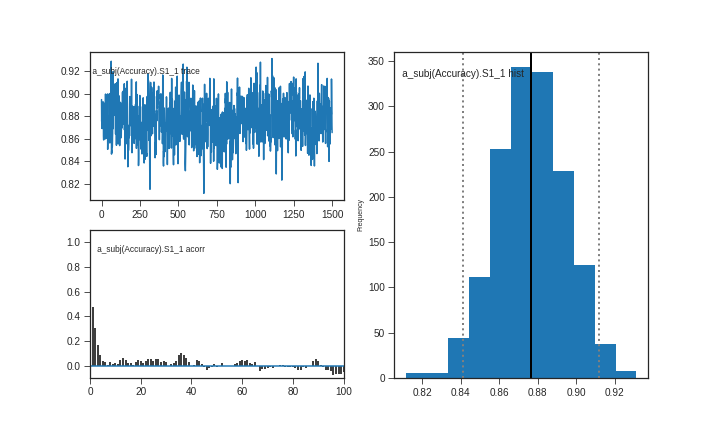 a_subj(Accuracy).S1_1 trace
0.92
0.90
0.88
0.86
0.84
0.82
0 250 500 750 1000 1250 1500
a_subj(Accuracy).S1_1 acorr
1.0
0.8
0.6
0.4
0.2
0.0
0 20 40 60 80 100
a_subj(Accuracy).S1_1 hist
Frequency
350
300
250
200
150
100
50
0
0.82 0.84 0.86 0.88 0.90 0.92